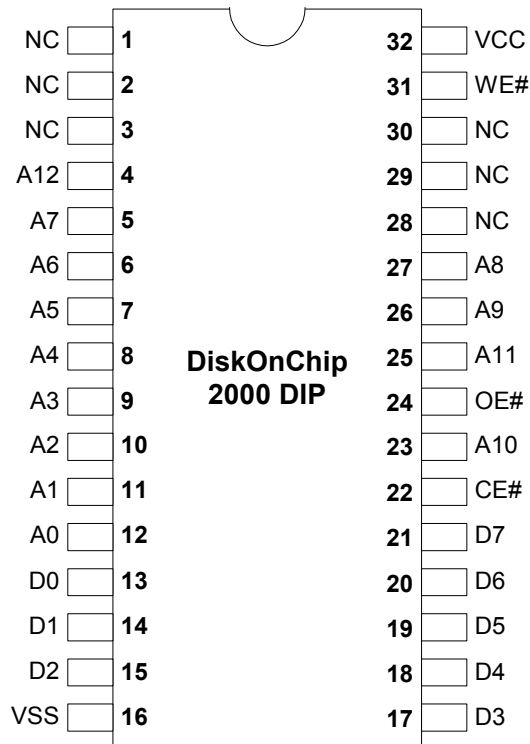 NC 1 32 VCC
NC 2 31 WE#
NC 3 30 NC
A12 4 29 NC
A7 5 28 NC
A6 6 27 A8
A5 7 26 A9
A4 8 25 A11
DiskOnChip
2000 DIP
A3 9 24 OE#
A2 10 23 A10
A1 11 22 CE#
A0 12 21 D7
D0 13 20 D6
D1 14 19 D5
D2 15 18 D4
VSS 16 17 D3